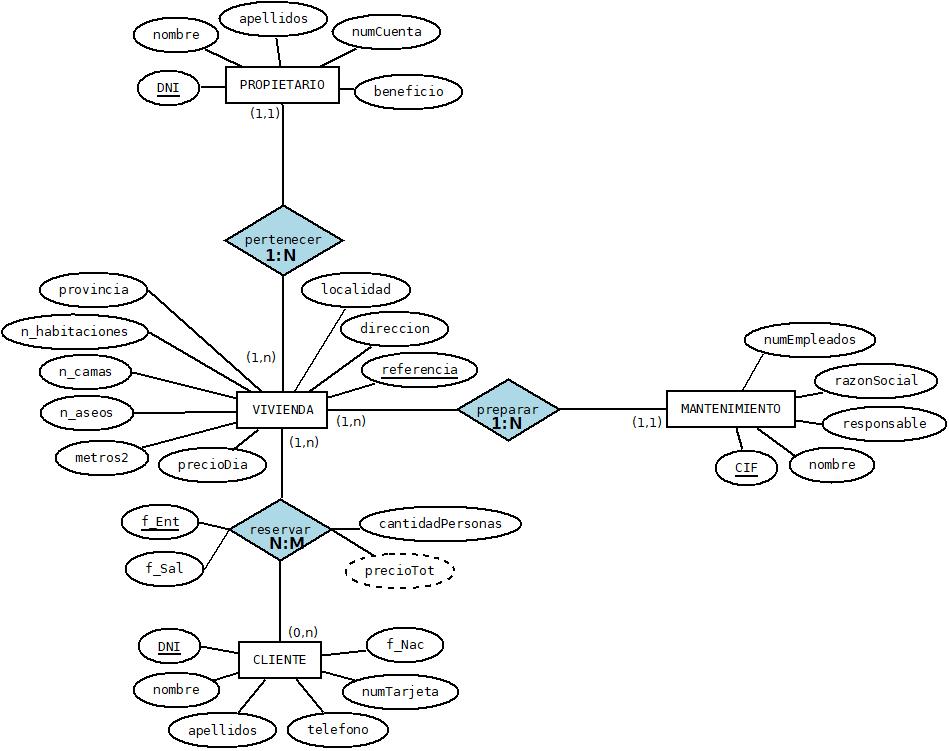 apellidos
nombre
numCuenta
DNI
PROPIETARIO
beneficio
(1,1)
pertenecer
1:N
provincia
localidad
n_habitaciones
direccion
(1,n)
n_camas
referencia
numEmpleados
razonSocial
n_aseos
VIVIENDA
preparar
1:N
MANTENIMIENTO
(1,n)
(1,1)
responsable
(1,n)
metros2
precioDia
CIF
nombre
f_Ent
reservar
N:M
cantidadPersonas
f_Sal
precioTot
(0,n)
DNI
f_Nac
CLIENTE
nombre
numTarjeta
apellidos
telefono